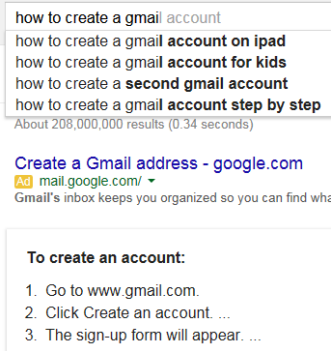 how to create a gmail account
how to create a gmail account on ipad
how to create a gmail account for kids
how to create a second gmail account
how to create a gmail account step by step
About 208,000,000 results (0.34 seconds)
Create a Gmail address - google.com
Ad mail.google.com/
Gmail's inbox keeps you organized so you can find wha
To create an account:
1. Go to www.gmail.com.
2. Click Create an account. ...
3. The sign-up form will appear. ...